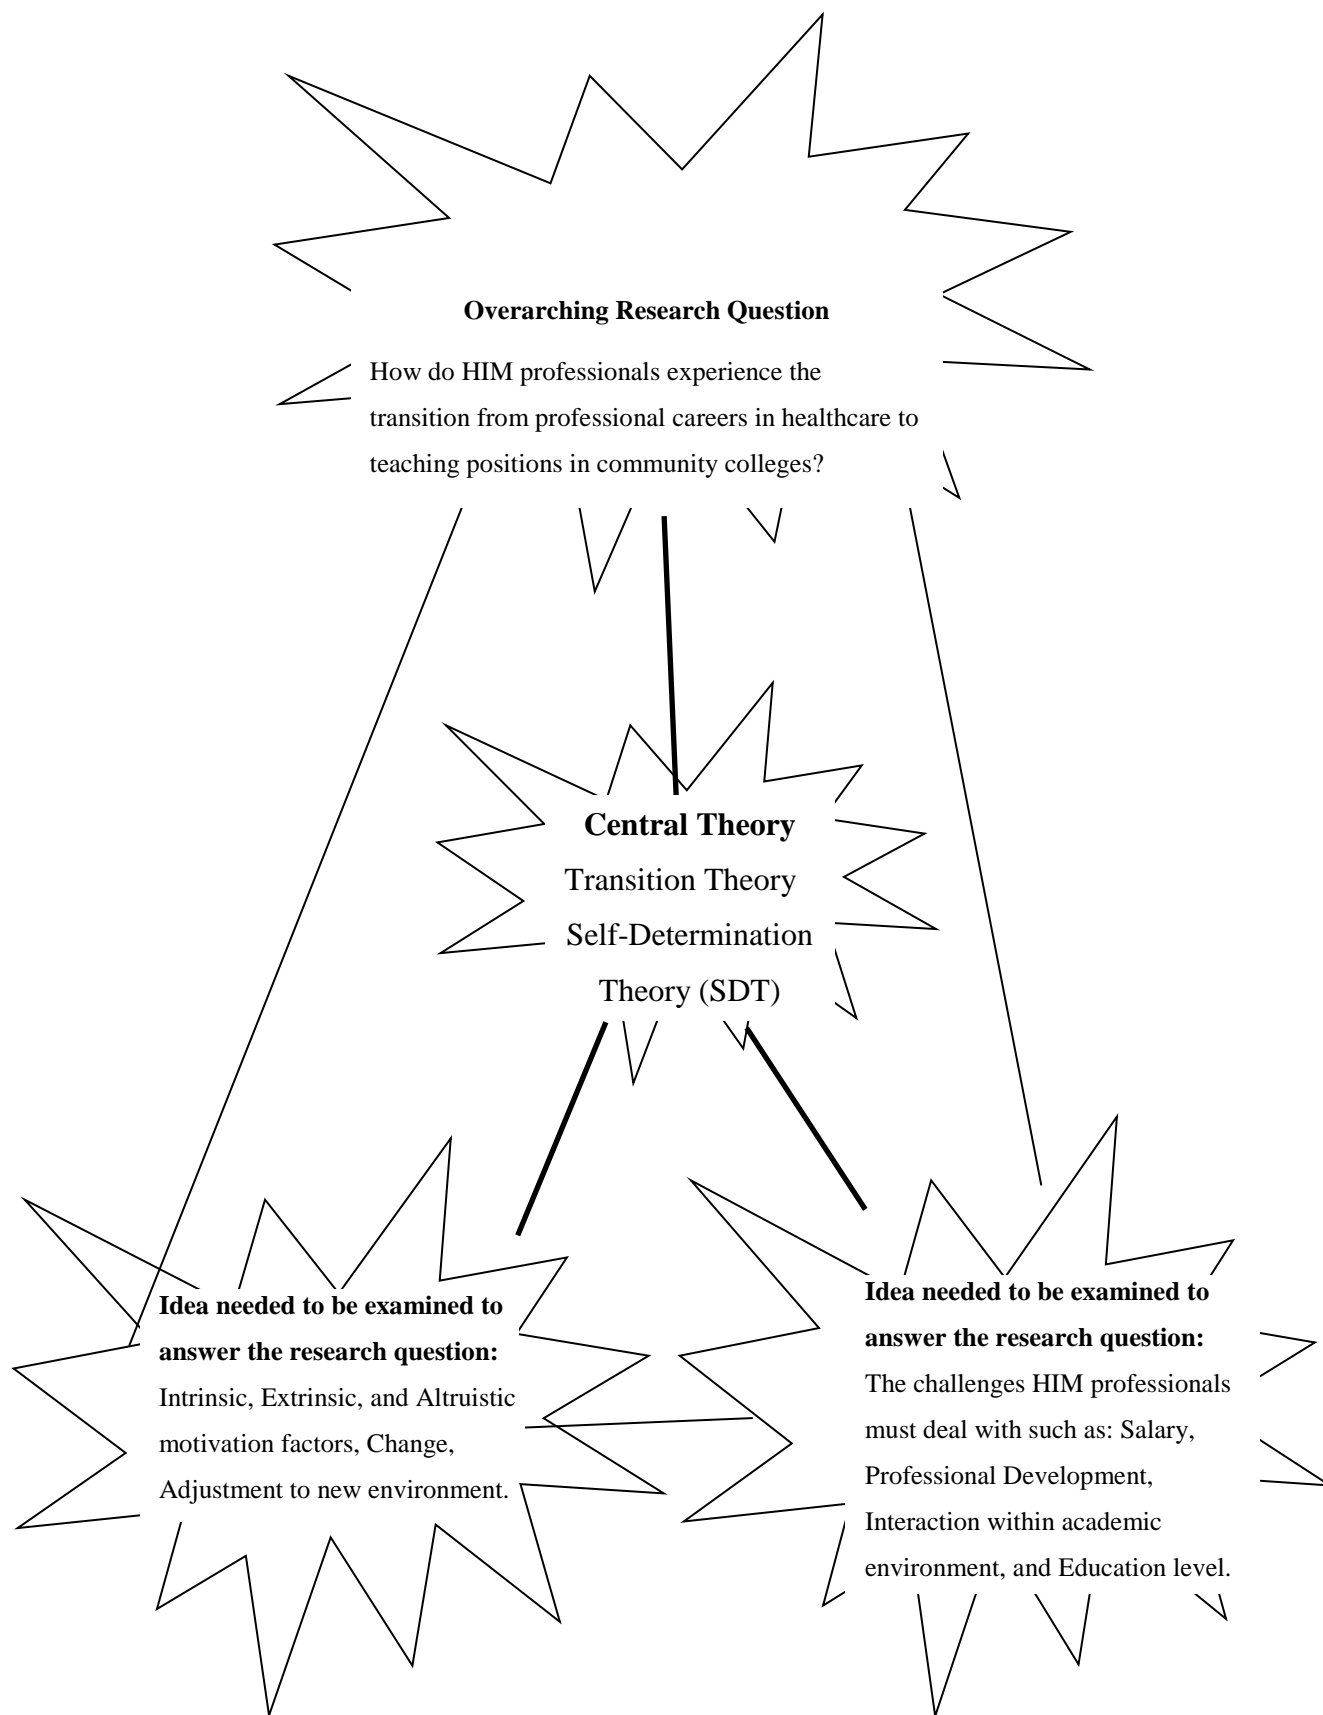 Overarching Research Question
How do HIM professionals experience the
transition from professional careers in healthcare to
teaching positions in community colleges?
Central Theory
Transition Theory
Self-Determination
Theory (SDT)
Idea needed to be examined to
answer the research question:
Intrinsic, Extrinsic, and Altruistic
motivation factors, Change,
Adjustment to new environment.
Idea needed to be examined to
answer the research question:
The challenges HIM professionals
must deal with such as: Salary,
Professional Development,
Interaction within academic
environment, and Education level.